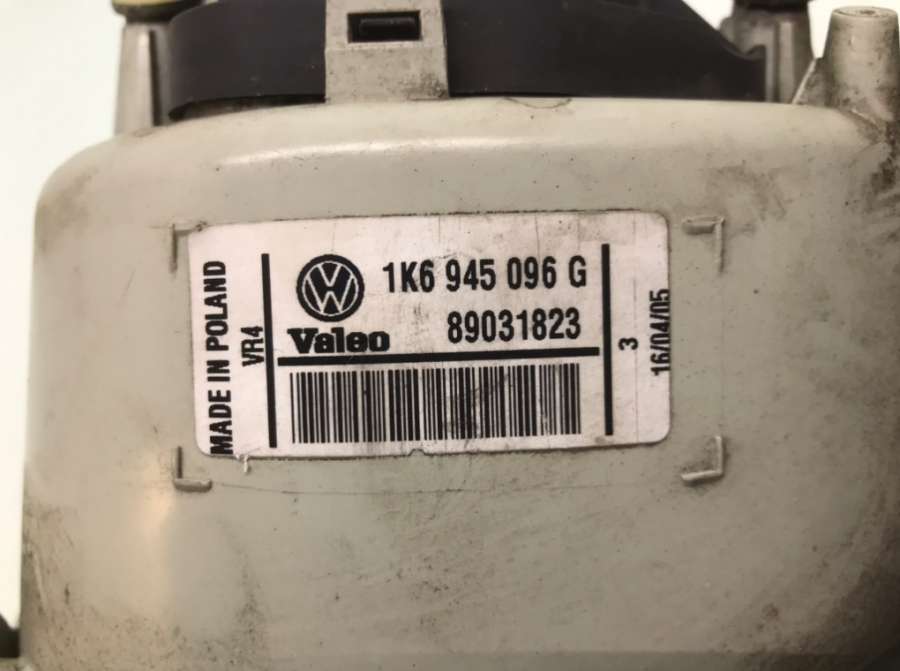 MADE IN POLAND
VR4
1K6 945 096 G
Valeo
89031823
3
16/04/05